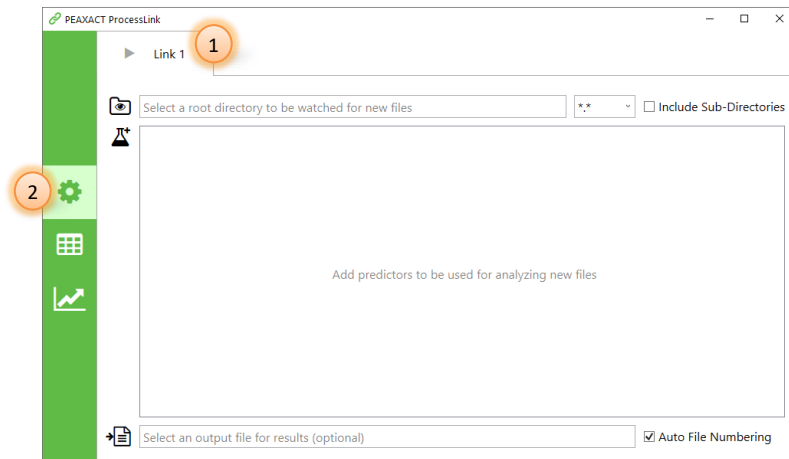 PEAXACT ProcessLink
Link 1
1
Select a root directory to be watched for new files
*.*
Include Sub-Directories
2
Add predictors to be used for analyzing new files
Select an output file for results (optional)
Auto File Numbering